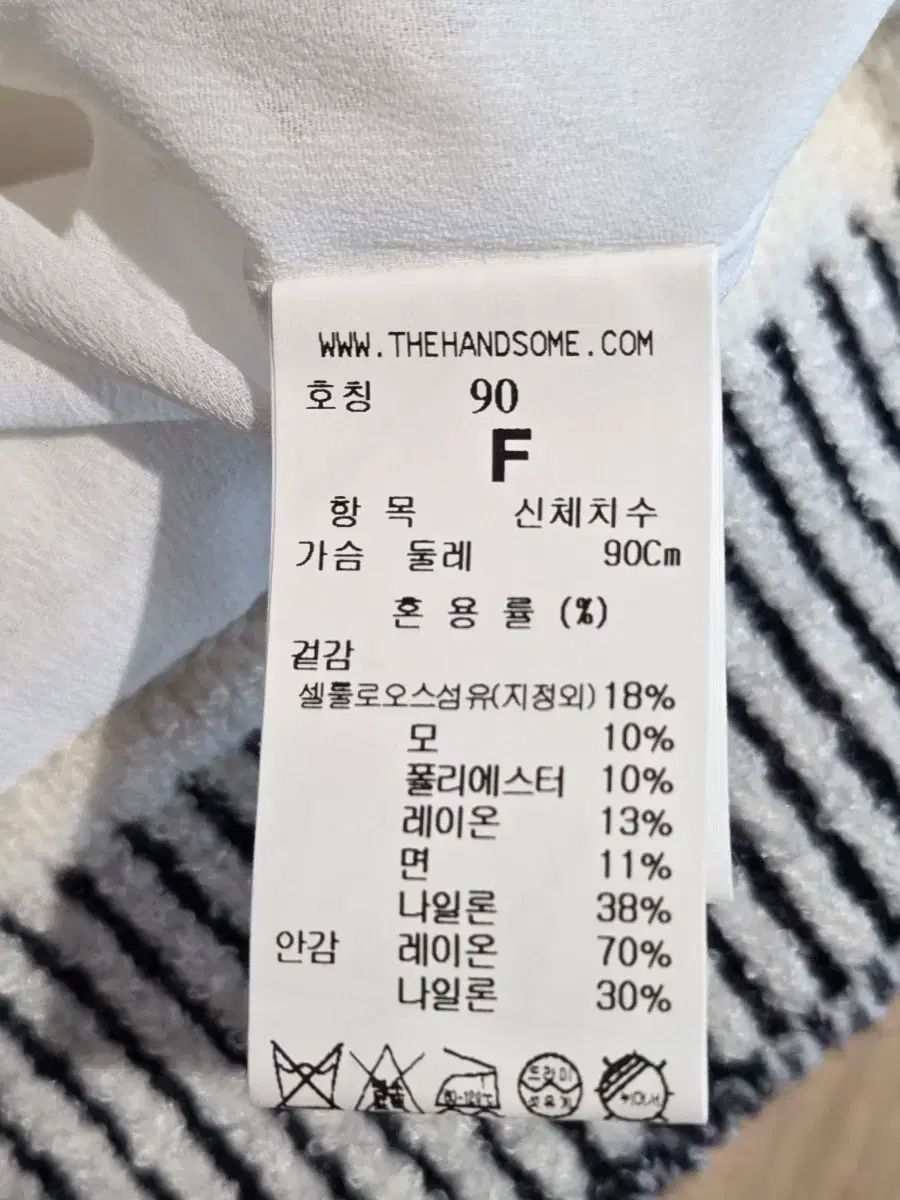 WWW.THEHANDSOME.COM
호칭 90
F
항 목 신체치수
가슴 둘레 90Cm
혼 용 률 (%)
겉감
셀룰로오스섬유(지정외) 18%
모 10%
폴리에스터 10%
레이온 13%
면 11%
나일론 38%
안감 레이온 70%
나일론 30%
드라이